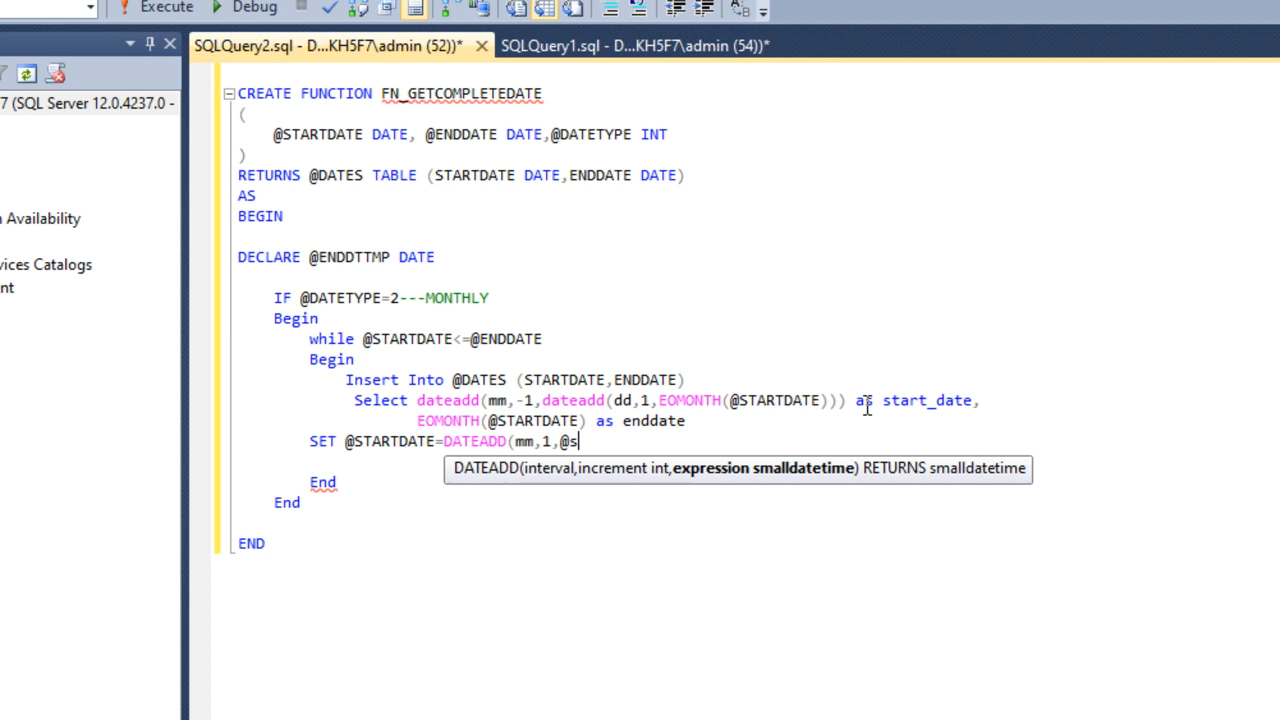 Execute Debug
SQLQuery2.sql - D...KH5F7\admin (52))* SQLQuery1.sql - D...KH5F7\admin (54))*
7 (SQL Server 12.0.4237.0 -
Availability
vices Catalogs
nt
CREATE FUNCTION FN_GETCOMPLETEDATE
(
@STARTDATE DATE, @ENDDATE DATE,@DATETYPE INT
)
RETURNS @DATES TABLE (STARTDATE DATE,ENDDATE DATE)
AS
BEGIN
DECLARE @ENDDTTMP DATE
IF @DATETYPE=2---MONTHLY
Begin
while @STARTDATE<=@ENDDATE
Begin
Insert Into @DATES (STARTDATE,ENDDATE)
Select dateadd(mm,-1,dateadd(dd,1,EOMONTH(@STARTDATE))) as start_date,
EOMONTH(@STARTDATE) as enddate
SET @STARTDATE=DATEADD(mm,1,@s
DATEADD(interval,increment int,expression smalldatetime) RETURNS smalldatetime
End
End
END